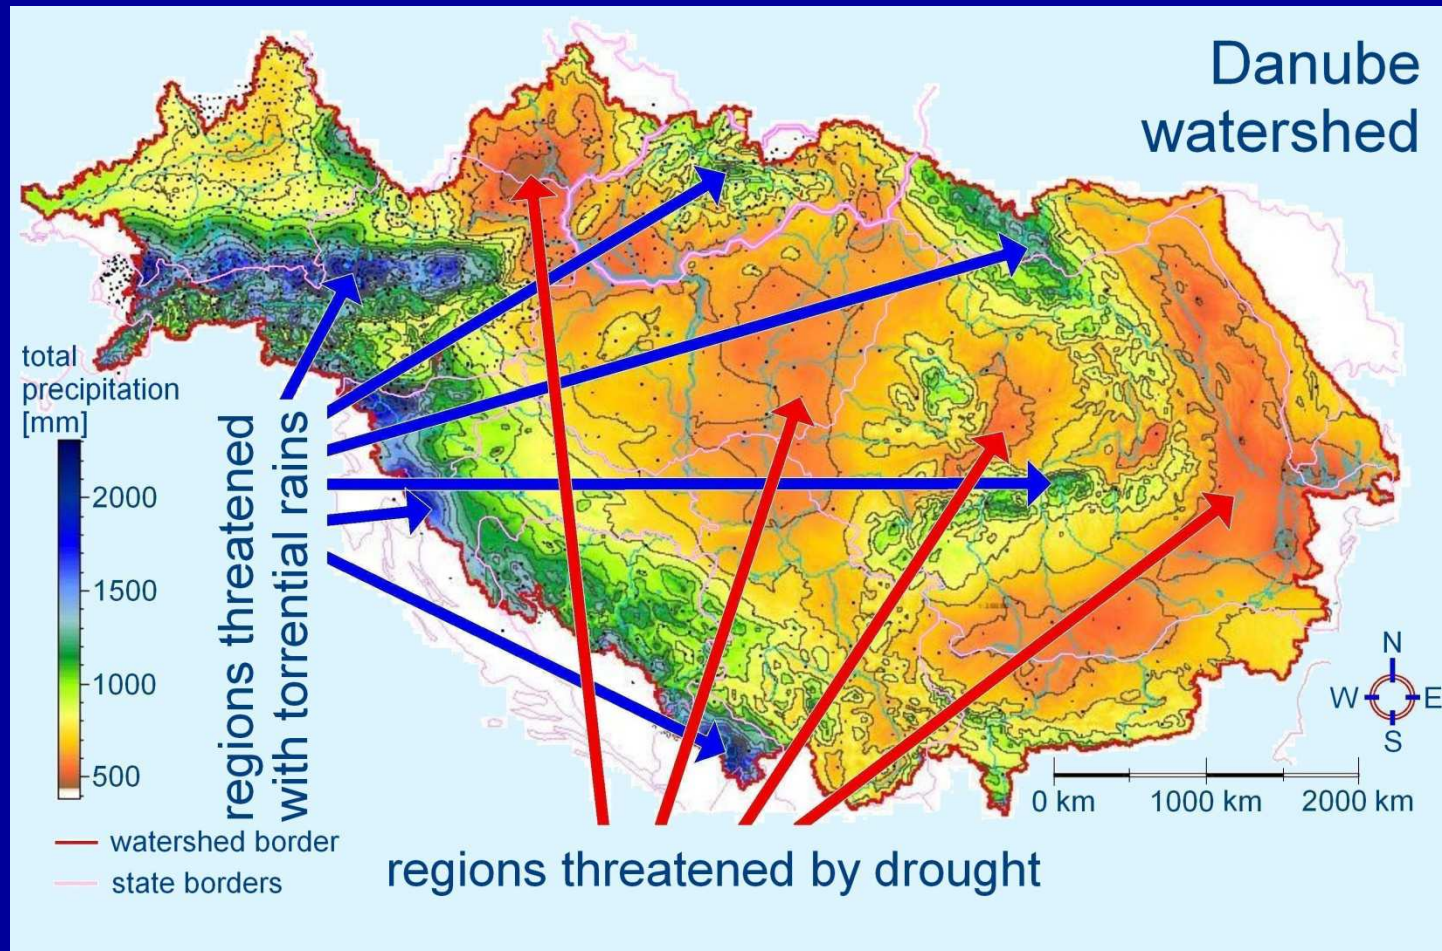 Danube
watershed
total
precipitation
[mm]
2000
1500
1000
500
regions threatened
with torrential rains
N
W E
S
0 km 1000 km 2000 km
watershed border
state borders
regions threatened by drought